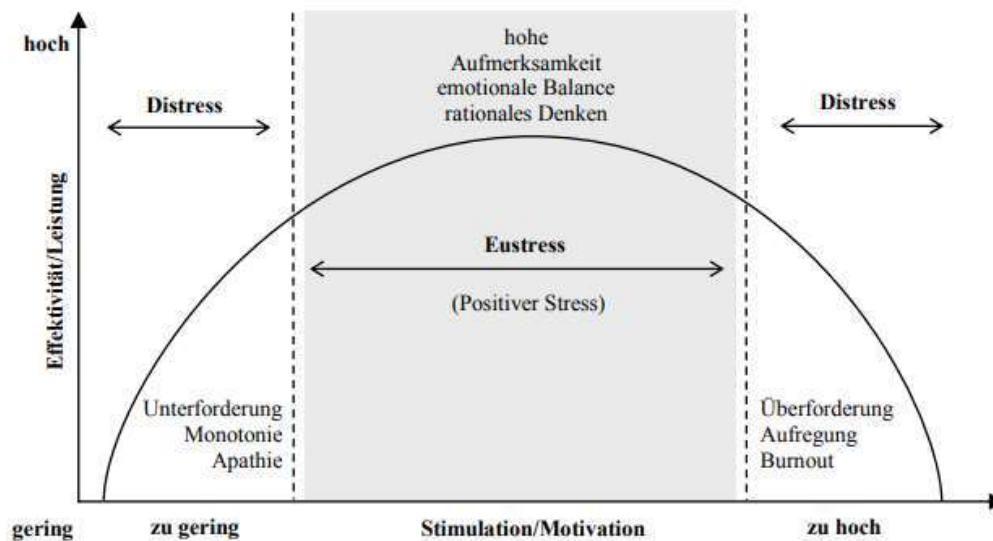 hoch
hohe
Aufmerksamkeit
emotionale Balance
rationales Denken
Distress
Distress
Effektivität/Leistung
Eustress
(Positiver Stress)
Unterforderung
Monotonie
Apathie
Überforderung
Aufregung
Burnout
gering
zu gering
Stimulation/Motivation
zu hoch